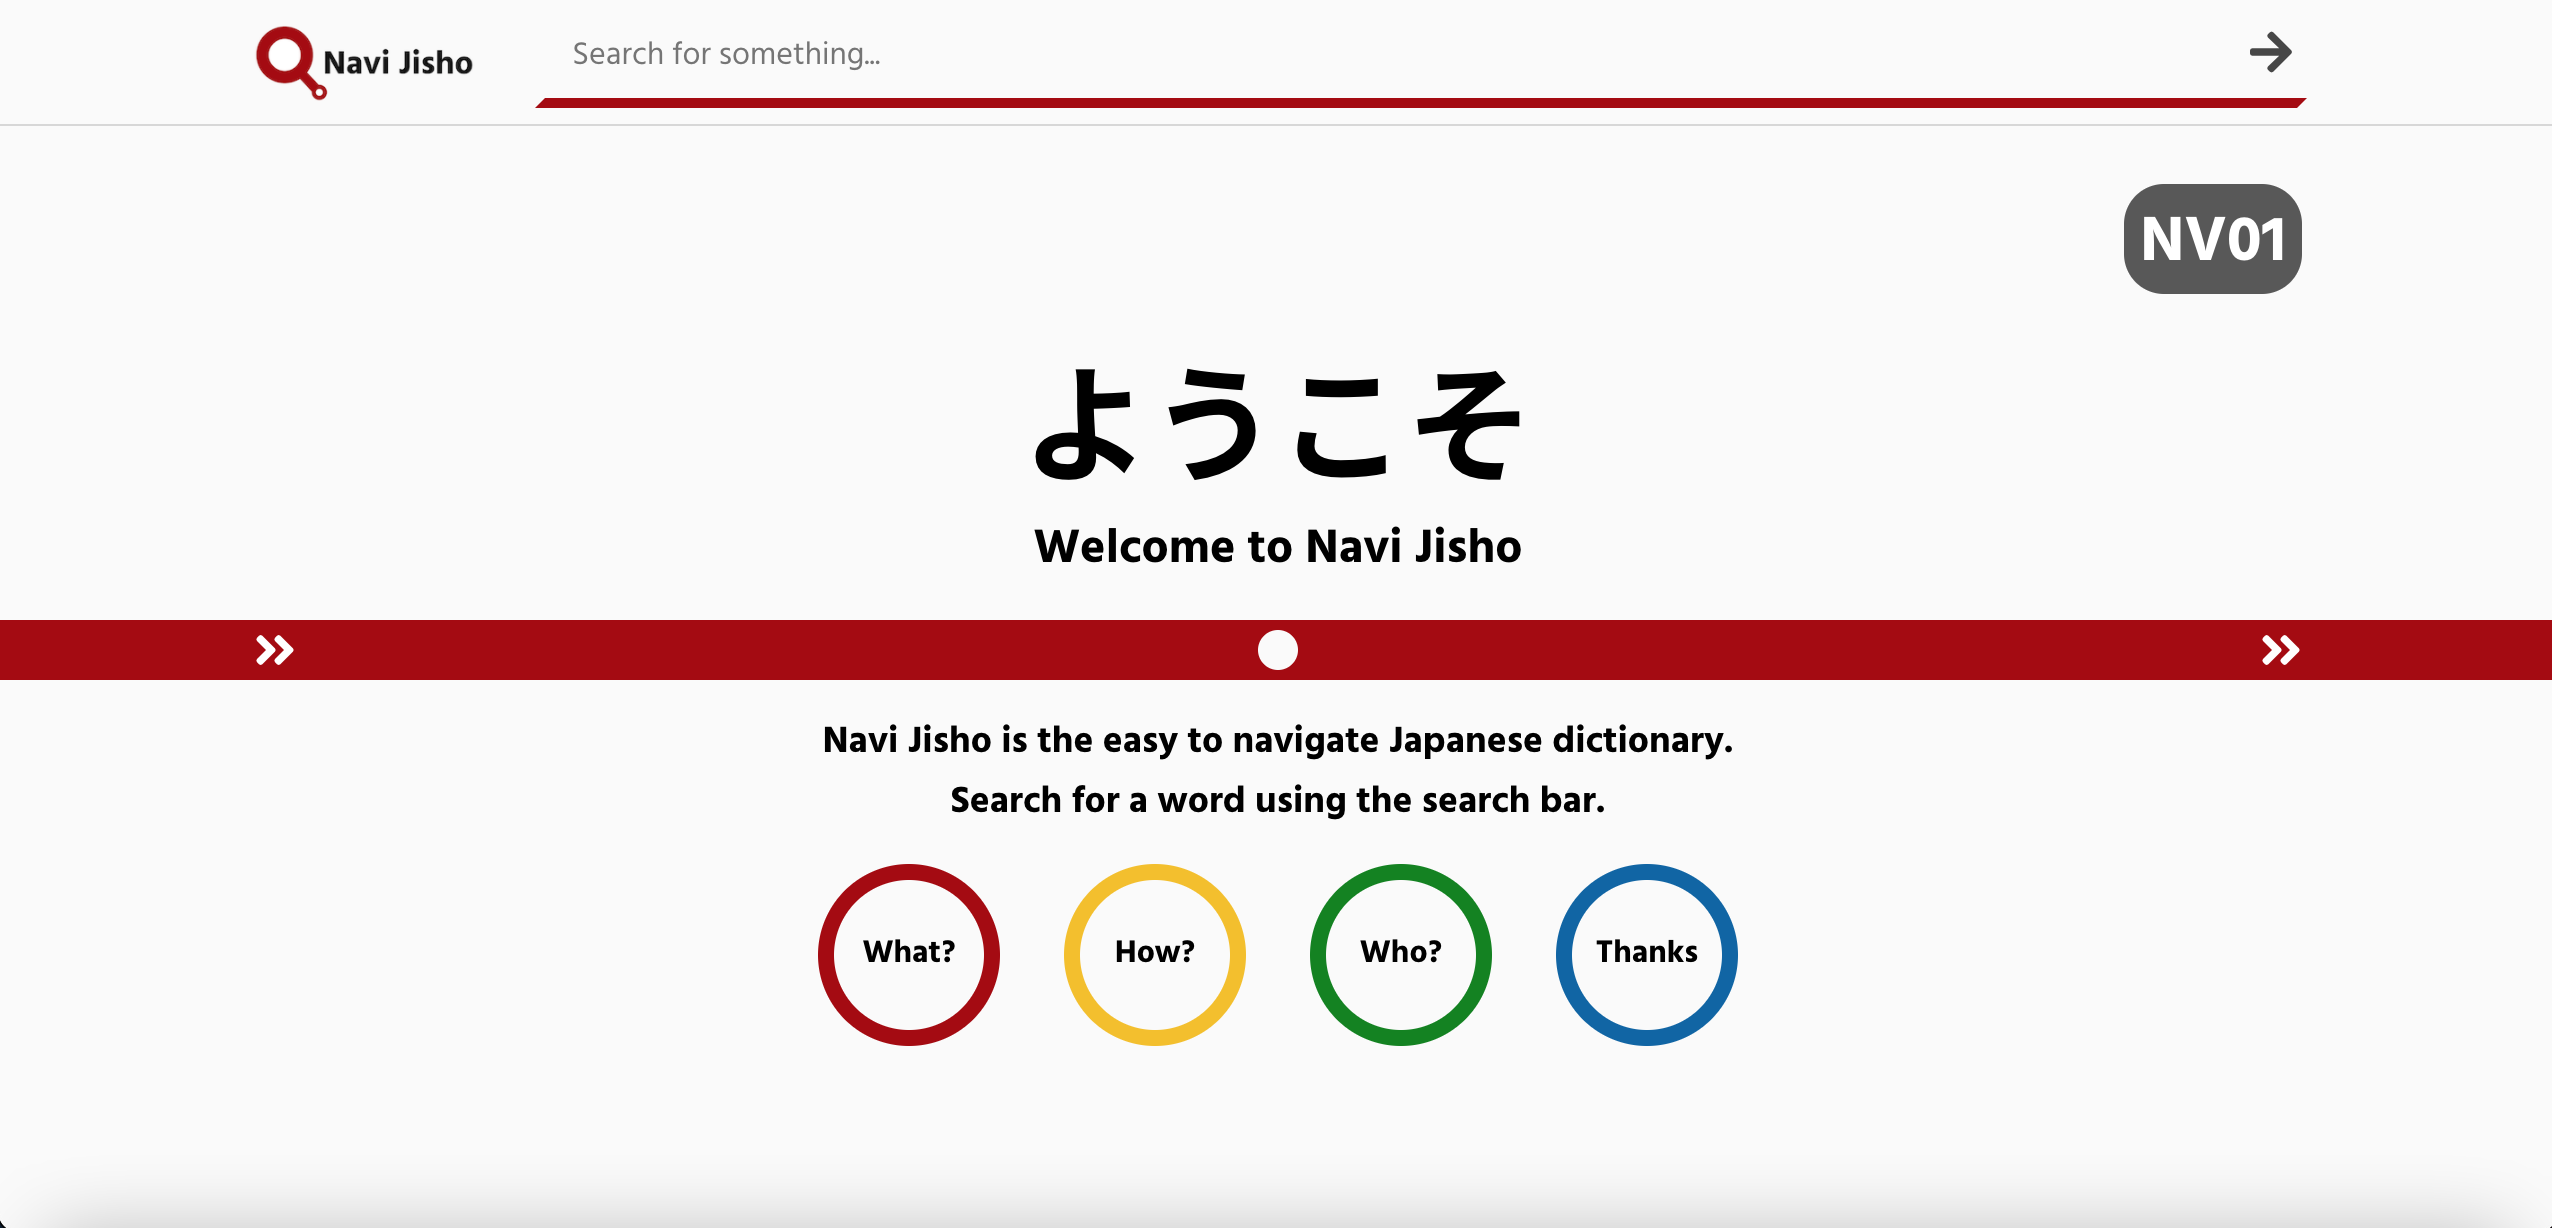 Navi Jisho
Search for something...
NV01
ようこそ
Welcome to Navi Jisho
Navi Jisho is the easy to navigate Japanese dictionary.
Search for a word using the search bar.
What?
How?
Who?
Thanks